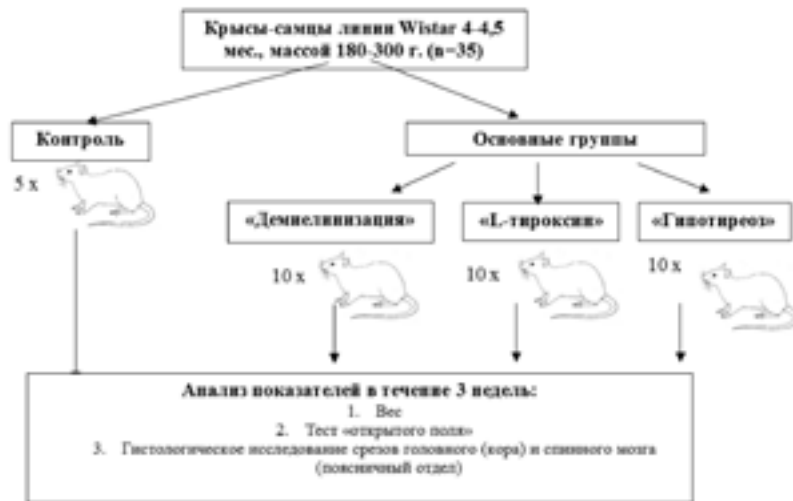 Крысы-самцы линии Wistar 4-4,5
мес., массой 180-300 г. (n=35)
Контроль
Основные группы
5 x
«Демиелинизация»
«L-тироксин»
«Гипотиреоз»
10 x
10 x
10 x
Анализ показателей в течение 3 недель:
1. Вес
2. Тест «открытого поля»
3. Гистологическое исследование срезов головного (кора) и спинного мозга
(поясничный отдел)